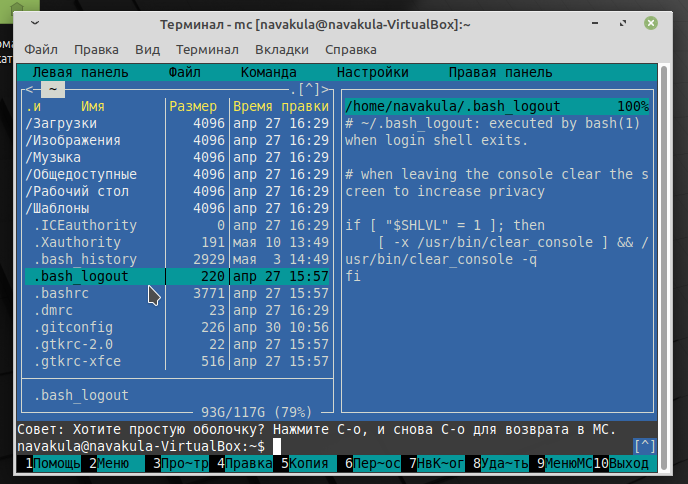 Терминал - mc [navakula@navakula-VirtualBox]:~
Файл Правка Вид Терминал Вкладки Справка
Левая панель Файл Команда Настройки Правая панель
<─ ~ .[^]>
.и Имя Размер Время правки
/Загрузки 4096 апр 27 16:29
/Изображения 4096 апр 27 16:29
/Музыка 4096 апр 27 16:29
/Общедоступные 4096 апр 27 16:29
/Рабочий стол 4096 апр 27 16:29
/Шаблоны 4096 апр 27 16:29
.ICEauthority 0 апр 27 16:29
.Xauthority 191 мая 10 13:49
.bash_history 2929 мая 3 14:49
.bash_logout 220 апр 27 15:57
.bashrc 3771 апр 27 15:57
.dmrc 23 апр 27 16:29
.gitconfig 226 апр 30 10:56
.gtkrc-2.0 22 апр 27 15:57
.gtkrc-xfce 516 апр 27 15:57
.bash_logout
93G/117G (79%)
/home/navakula/.bash_logout 100%
# ~/.bash_logout: executed by bash(1)
when login shell exits.
# when leaving the console clear the s
creen to increase privacy
if [ "$SHLVL" = 1 ]; then
[ -x /usr/bin/clear_console ] && /
usr/bin/clear_console -q
fi
Совет: Хотите простую оболочку? Нажмите C-o, и снова C-o для возврата в MC.
navakula@navakula-VirtualBox:~$ [^]
1Помощь 2Меню 3Про~тр 4Правка 5Копия 6Пер~ос 7НвК~ог 8Уда~ть 9МенюMC 10Выход